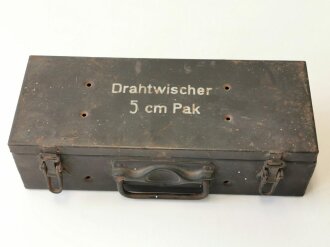 Drahtwischer
5 cm Pak